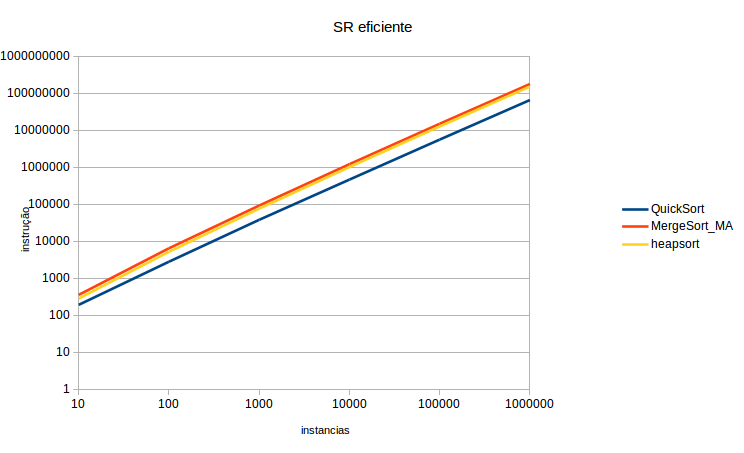 SR eficiente
1000000000
100000000
10000000
1000000
100000
10000
1000
100
10
1
instrução
10 100 1000 10000 100000 1000000
instancias
QuickSort
MergeSort_MA
heapsort